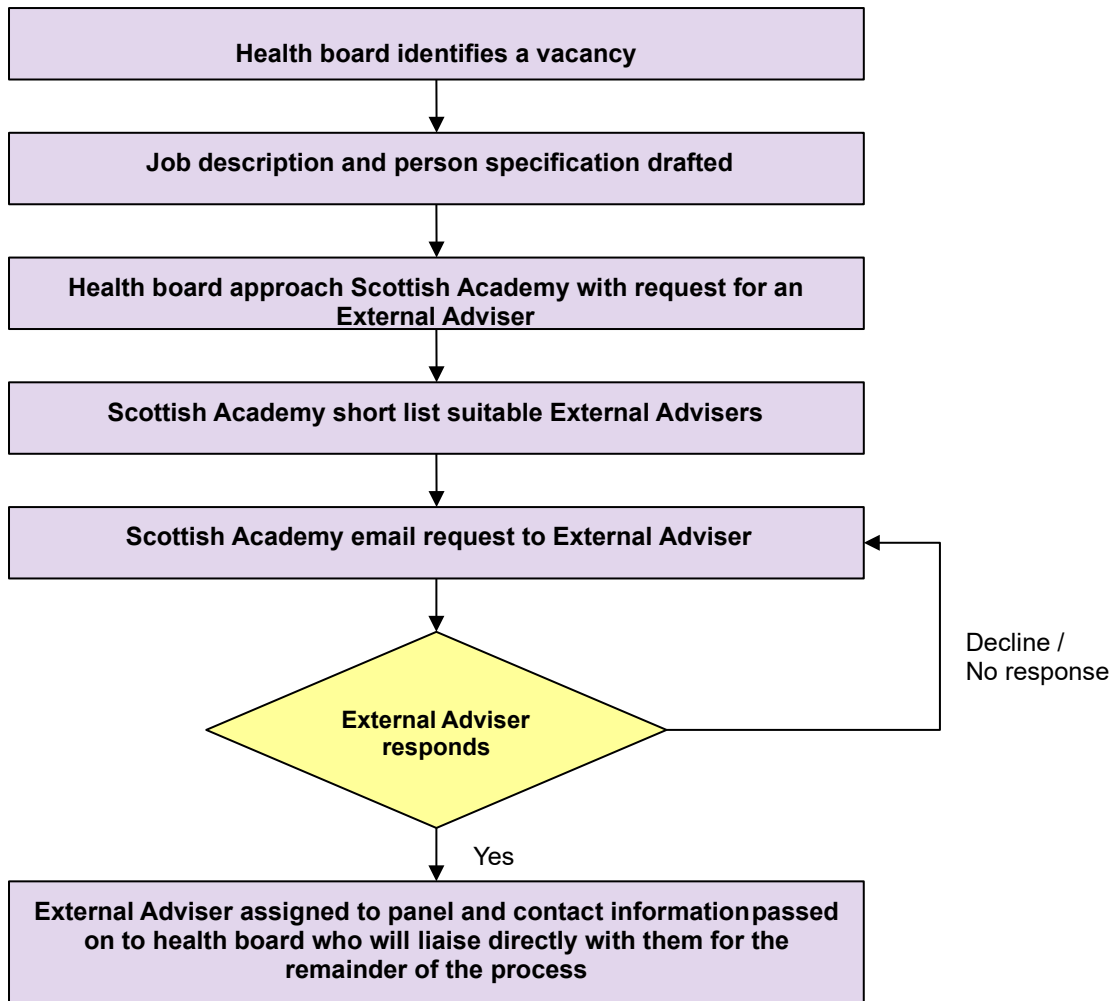 Health board identifies a vacancy
Job description and person specification drafted
Health board approach Scottish Academy with request for an
External Adviser
Scottish Academy short list suitable External Advisers
Scottish Academy email request to External Adviser
Decline /
No response
External Adviser
responds
Yes
External Adviser assigned to panel and contact information passed
on to health board who will liaise directly with them for the
remainder of the process